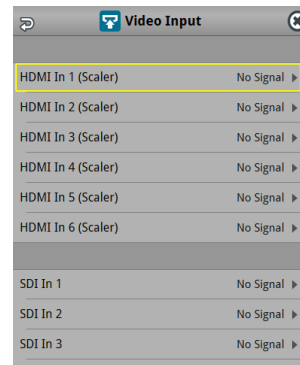 Video Input
HDMI In 1 (Scaler) No Signal
HDMI In 2 (Scaler) No Signal
HDMI In 3 (Scaler) No Signal
HDMI In 4 (Scaler) No Signal
HDMI In 5 (Scaler) No Signal
HDMI In 6 (Scaler) No Signal
SDI In 1 No Signal
SDI In 2 No Signal
SDI In 3 No Signal